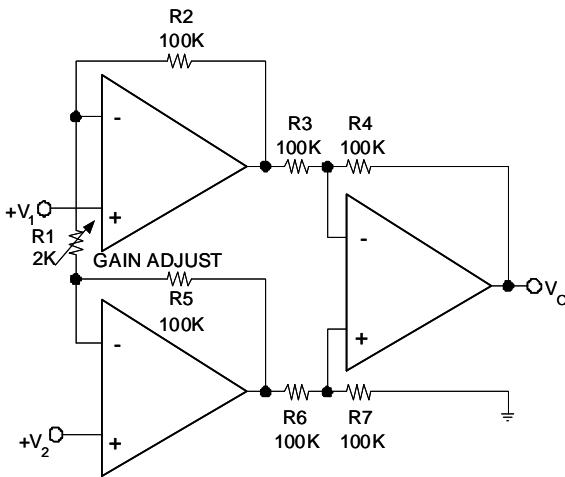 R2
100K
-
R3
100K
R4
100K
+V1
+
R1
2K
GAIN ADJUST
-
R5
100K
VO
+
-
R6
100K
R7
100K
+V2
+